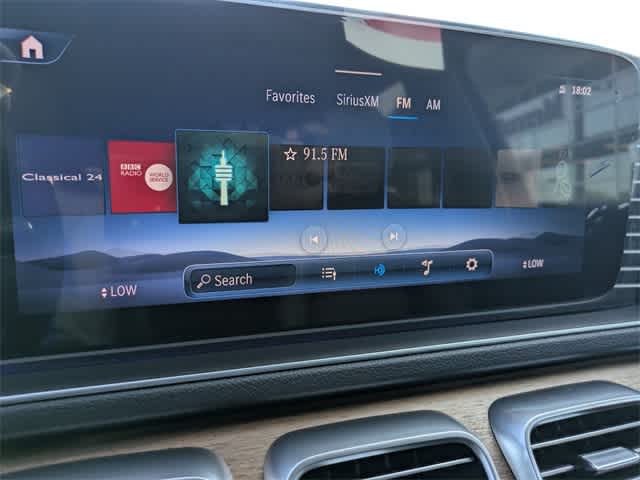 18:02
Favorites SiriusXM FM AM
Classical 24
BBC
RADIO
WORLD
SERVICE
91.5 FM
Search
LOW
LOW